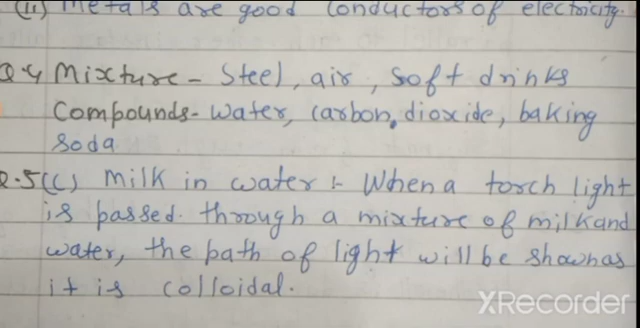 (ii) Metals are good conductors of electricity.
Q.4 Mixture - Steel, air, soft drinks
Compounds - Water, carbon, dioxide, baking
soda
Q.5(c) Milk in water :- When a torch light
is passed through a mixture of milk and
water, the path of light will be shown as
it is colloidal.
XRecorder